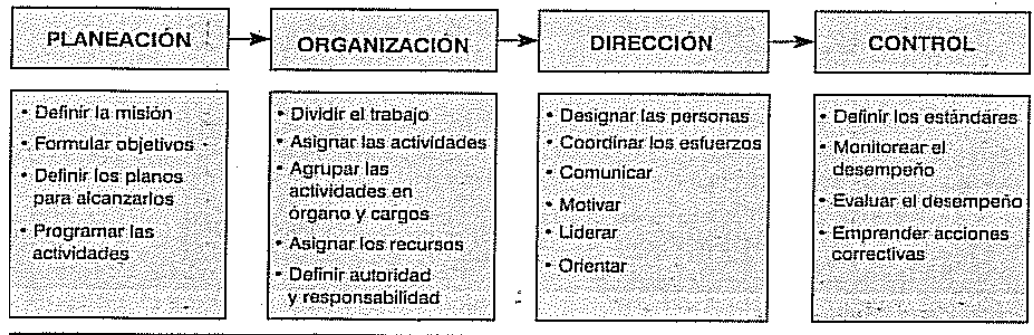 PLANEACIÓN
ORGANIZACIÓN
DIRECCIÓN
CONTROL
• Definir la misión
• Formular objetivos
• Definir los planos
para alcanzarlos
• Programar las
actividades
• Dividir el trabajo
• Asignar las actividades
• Agrupar las
actividades en
órgano y cargos
• Asignar los recursos
• Definir autoridad
y responsabilidad
• Designar las personas
• Coordinar los esfuerzos
• Comunicar
• Motivar
• Liderar
• Orientar
• Definir los estándares
• Monitorear el
desempeño
• Evaluar el desempeño
• Emprender acciones
correctivas